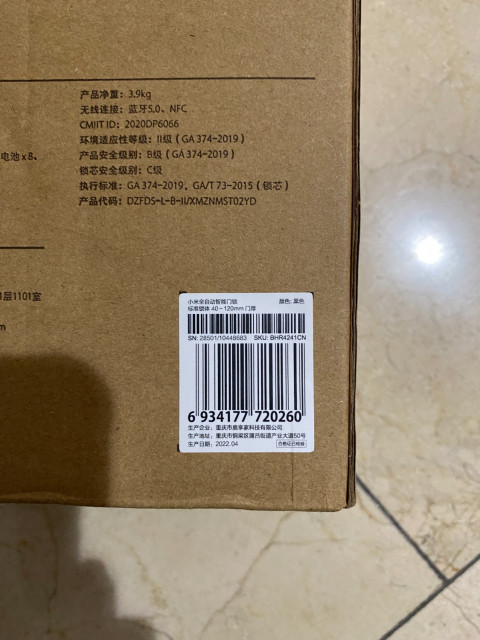 产品净重：3.9kg
无线连接：蓝牙5.0、NFC
CMIIT ID：2020DP6066
环境适应性等级：II级（GA 374-2019）
电池 x 8、
产品安全级别：B级（GA 374-2019）
锁芯安全级别：C级
执行标准：GA 374-2019、GA/T 73-2015（锁芯）
产品代码：DZFDS-L-B-II/XMZNMST02YD
层1101室
m
小米全自动智能门锁 颜色: 黑色
标准锁体 40－120mm 门厚
SN: 28501/10448683 SKU: BHR4241CN
6 934177 720260
生产企业: 重庆市鹿享家科技有限公司
生产地址: 重庆市铜梁区蒲吕街道产业大道50号
生产日期: 2022.04 合格证已检验